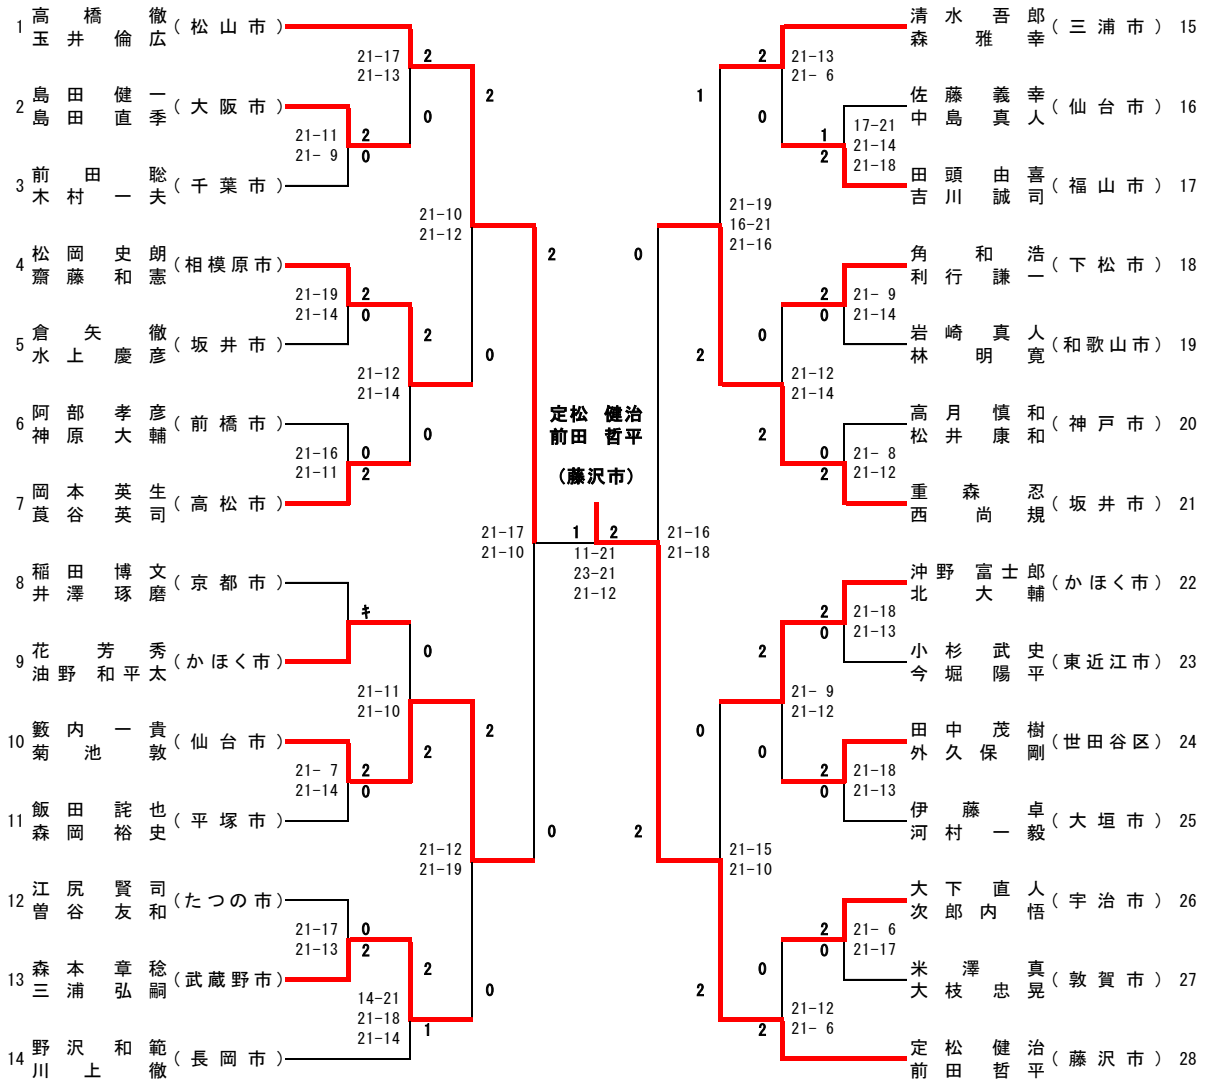 1 高橋 徹 (松山市)
玉井 倫広
2 島田 健一 (大阪市)
島田 直季
3 前田 聡 (千葉市)
木村 一夫
4 松岡 史朗 (相模原市)
齋藤 和憲
5 倉矢 徹 (坂井市)
水上 慶彦
6 阿部 孝彦 (前橋市)
神原 大輔
7 岡本 英生 (高松市)
莨谷 英司
8 稲田 博文 (京都市)
井澤 琢磨
9 花 芳秀 (かほく市)
油野 和平太
10 籔内 一貴 (仙台市)
菊池 敦
11 飯田 詫也 (平塚市)
森岡 裕史
12 江尻 賢司 (たつの市)
曽谷 友和
13 森本 章稔 (武蔵野市)
三浦 弘嗣
14 野沢 和範 (長岡市)
川上 徹
21-17 2
21-13
0
21-11 2
21- 9 0
2
21-10
21-12
21-19 2
21-14 0
2
0
21-12
21-14
0
21-16 0
21-11 2
2
21-17
21-10
キ
0
21-11
21-10
2
2
21- 7 2
21-14 0
0
21-12
21-19
21-17 0
21-13 2
2
0
14-21
21-18
21-14
1
定松 健治
前田 哲平
(藤沢市)
1 2
11-21
23-21
21-12
清水 吾郎 (三浦市) 15
森 雅幸
佐藤 義幸 (仙台市) 16
中島 真人
田頭 由喜 (福山市) 17
吉川 誠司
角 和浩 (下松市) 18
利行 謙一
岩崎 真人 (和歌山市) 19
林 明寛
高月 慎和 (神戸市) 20
松井 康和
重森 忍 (坂井市) 21
西 尚規
沖野 富士郎 (かほく市) 22
北 大輔
小杉 武史 (東近江市) 23
今堀 陽平
田中 茂樹 (世田谷区) 24
外久保 剛
伊藤 卓 (大垣市) 25
河村 一毅
大下 直人 (宇治市) 26
次郎内 悟
米澤 真 (敦賀市) 27
大枝 忠晃
定松 健治 (藤沢市) 28
前田 哲平
2 21-13
21- 6
1
0
1 17-21
2 21-14
21-18
21-19
16-21
21-16
0
2 21- 9
0 21-14
0
2
21-12
21-14
2
0 21- 8
2 21-12
21-16
21-18
2 21-18
0 21-13
2
21- 9
21-12
0
0
2 21-18
0 21-13
2
21-15
21-10
2 21- 6
0 21-17
0
2
21-12
2 21- 6